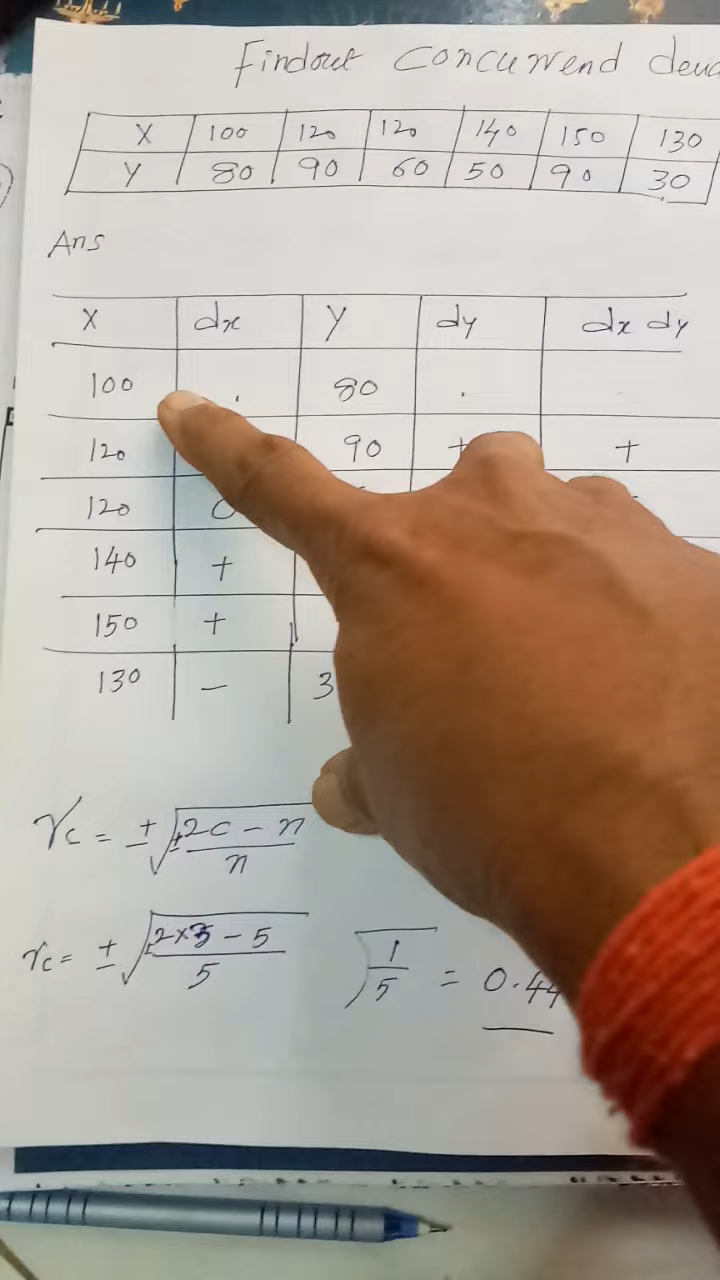 Findout Concurrend
X 100 120 120 140 150 130
Y 80 90 60 50 90 30
Ans
X dx Y dy dx dy
100 . 80 .
120 90 + +
120 0
140 +
150 +
130 – 3
rc = ± √± 2c - n / n
rc = ± √± 2×3 - 5 / 5 √1/5 = 0.44